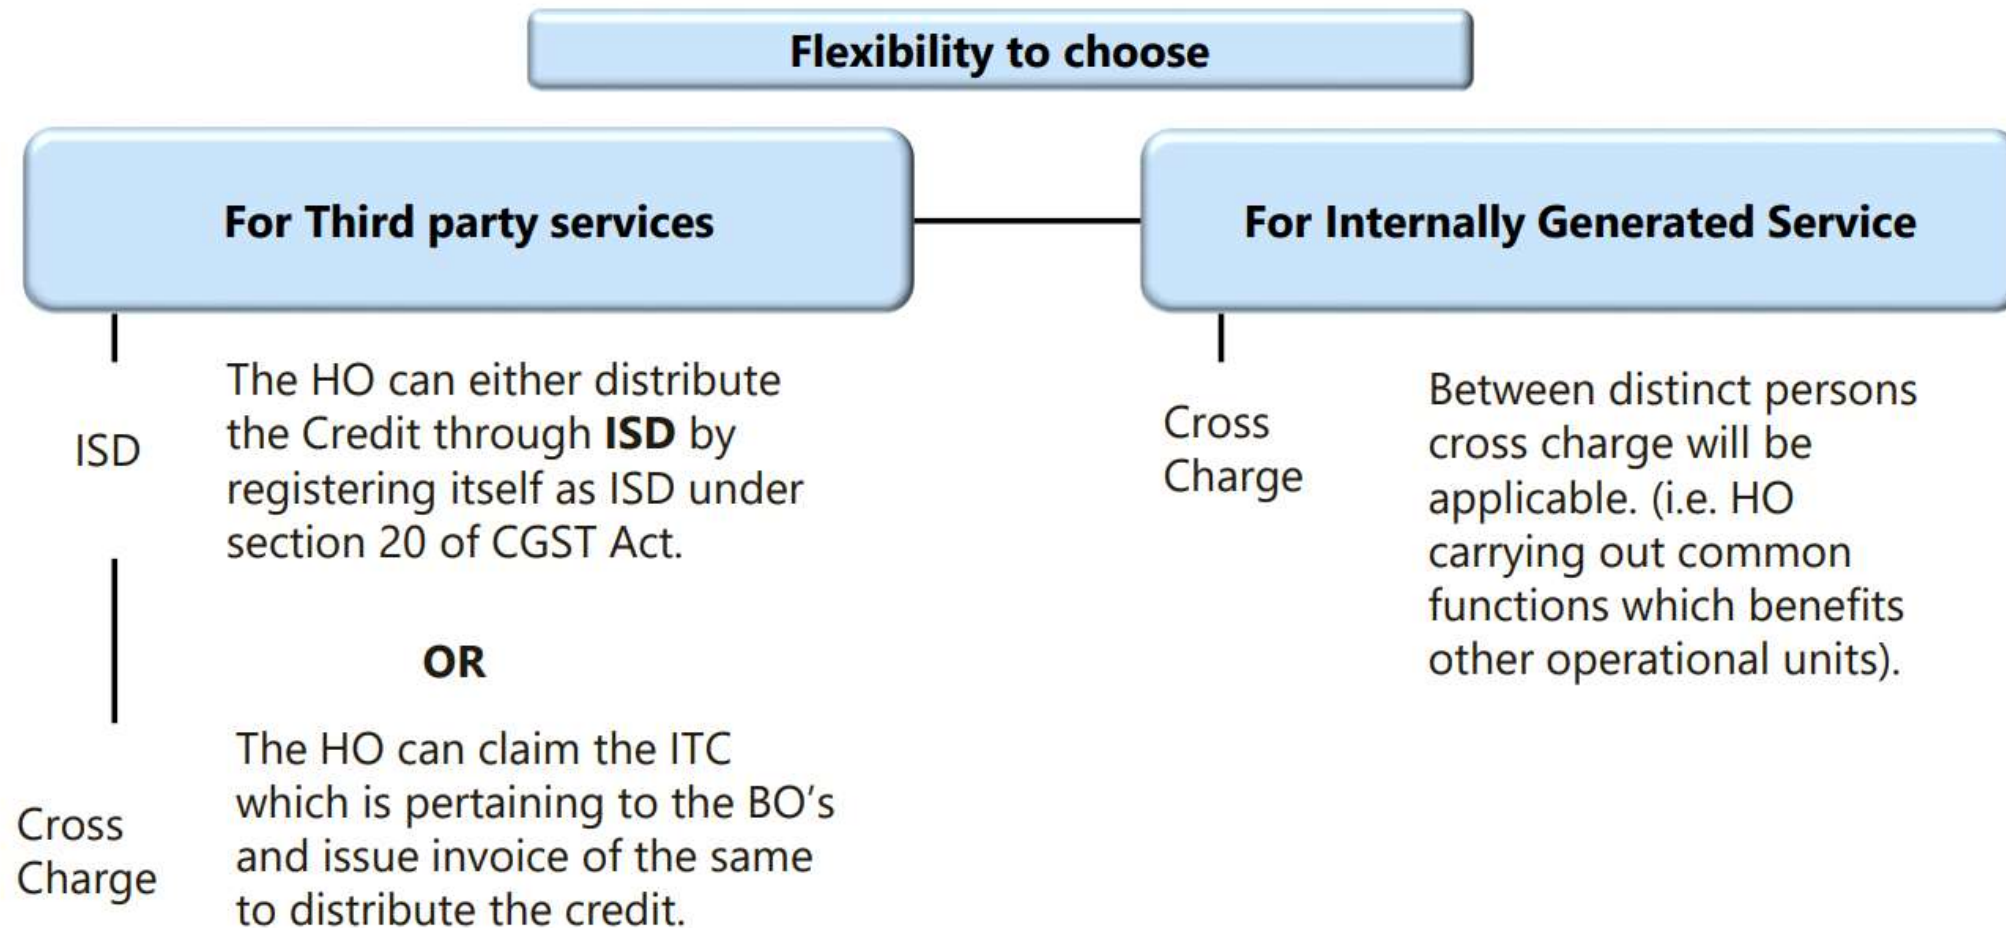 Flexibility to choose
For Third party services
For Internally Generated Service
ISD
The HO can either distribute
the Credit through ISD by
registering itself as ISD under
section 20 of CGST Act.
OR
Cross
Charge
The HO can claim the ITC
which is pertaining to the BO's
and issue invoice of the same
to distribute the credit.
Cross
Charge
Between distinct persons
cross charge will be
applicable. (i.e. HO
carrying out common
functions which benefits
other operational units).